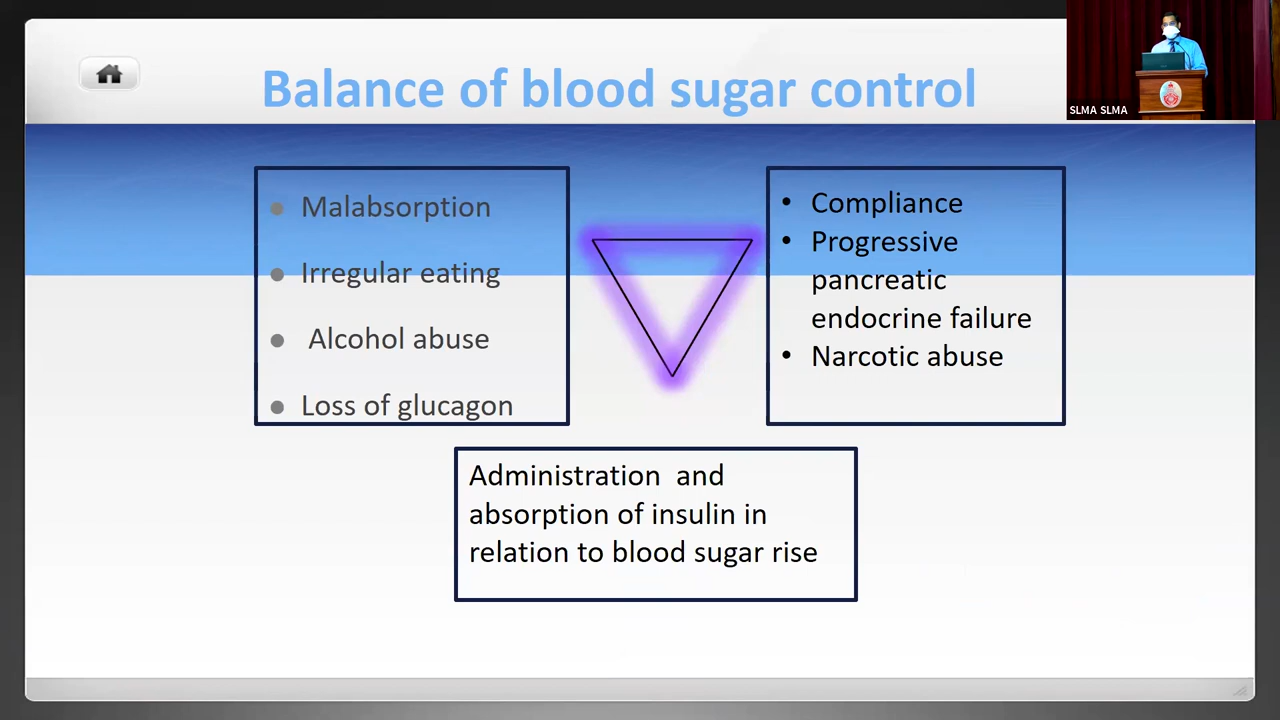 Balance of blood sugar control
SLMA SLMA
Malabsorption
Irregular eating
Alcohol abuse
Loss of glucagon
Compliance
Progressive
pancreatic
endocrine failure
Narcotic abuse
Administration and
absorption of insulin in
relation to blood sugar rise